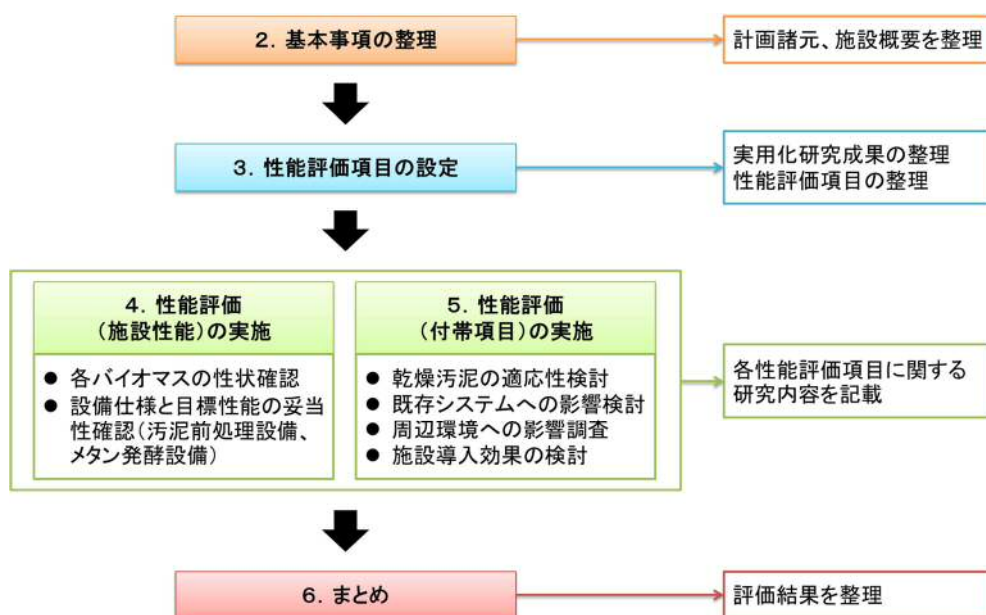 2．基本事項の整理
計画諸元、施設概要を整理
3．性能評価項目の設定
実用化研究成果の整理
性能評価項目の整理
4．性能評価
（施設性能）の実施
● 各バイオマスの性状確認
● 設備仕様と目標性能の妥当
性確認（汚泥前処理設備、
メタン発酵設備）
5．性能評価
（付帯項目）の実施
● 乾燥汚泥の適応性検討
● 既存システムへの影響検討
● 周辺環境への影響調査
● 施設導入効果の検討
各性能評価項目に関する
研究内容を記載
6．まとめ
評価結果を整理